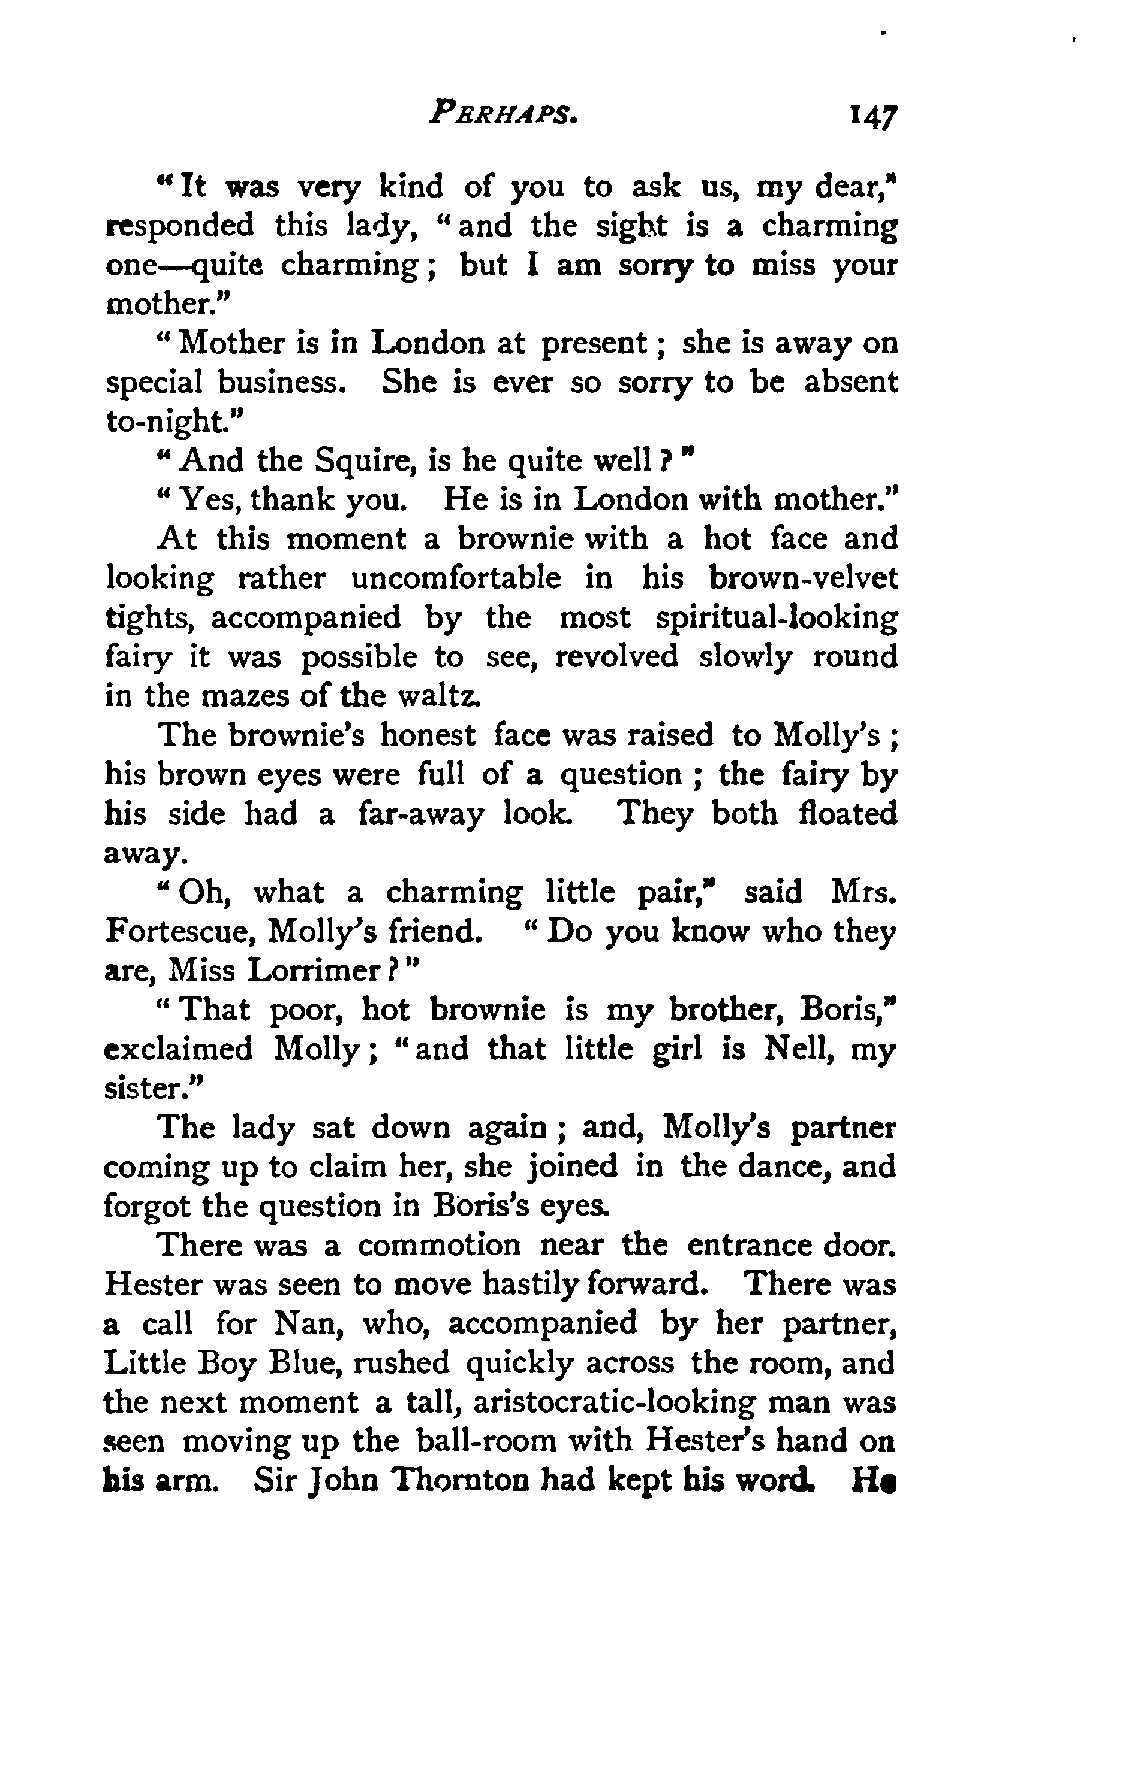 PERHAPS. 147
"It was very kind of you to ask us, my dear,"
responded this lady, "and the sight is a charming
one—quite charming; but I am sorry to miss your
mother."
"Mother is in London at present; she is away on
special business. She is ever so sorry to be absent
to-night."
"And the Squire, is he quite well?"
"Yes, thank you. He is in London with mother."
At this moment a brownie with a hot face and
looking rather uncomfortable in his brown-velvet
tights, accompanied by the most spiritual-looking
fairy it was possible to see, revolved slowly round
in the mazes of the waltz.
The brownie's honest face was raised to Molly's;
his brown eyes were full of a question; the fairy by
his side had a far-away look. They both floated
away.
"Oh, what a charming little pair," said Mrs.
Fortescue, Molly's friend. "Do you know who they
are, Miss Lorrimer?"
"That poor, hot brownie is my brother, Boris,"
exclaimed Molly; "and that little girl is Nell, my
sister."
The lady sat down again; and, Molly's partner
coming up to claim her, she joined in the dance, and
forgot the question in Boris's eyes.
There was a commotion near the entrance door.
Hester was seen to move hastily forward. There was
a call for Nan, who, accompanied by her partner,
Little Boy Blue, rushed quickly across the room, and
the next moment a tall, aristocratic-looking man was
seen moving up the ball-room with Hester's hand on
his arm. Sir John Thornton had kept his word. He